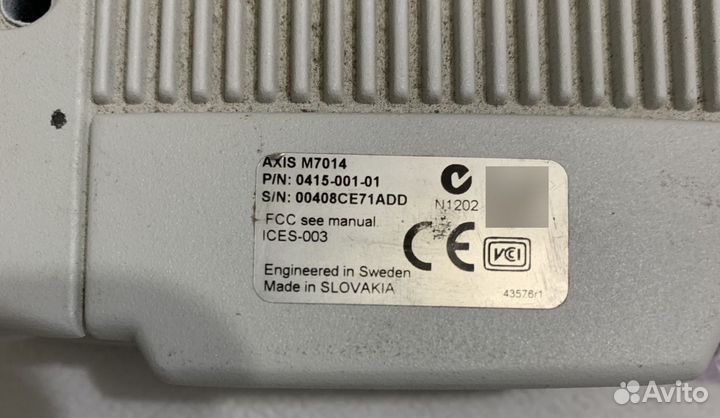 AXIS M7014
P/N: 0415-001-01
S/N: 00408CE71ADD
N1202
FCC see manual.
ICES-003
CE
VCI
Engineered in Sweden
Made in SLOVAKIA
43576r1
Avito